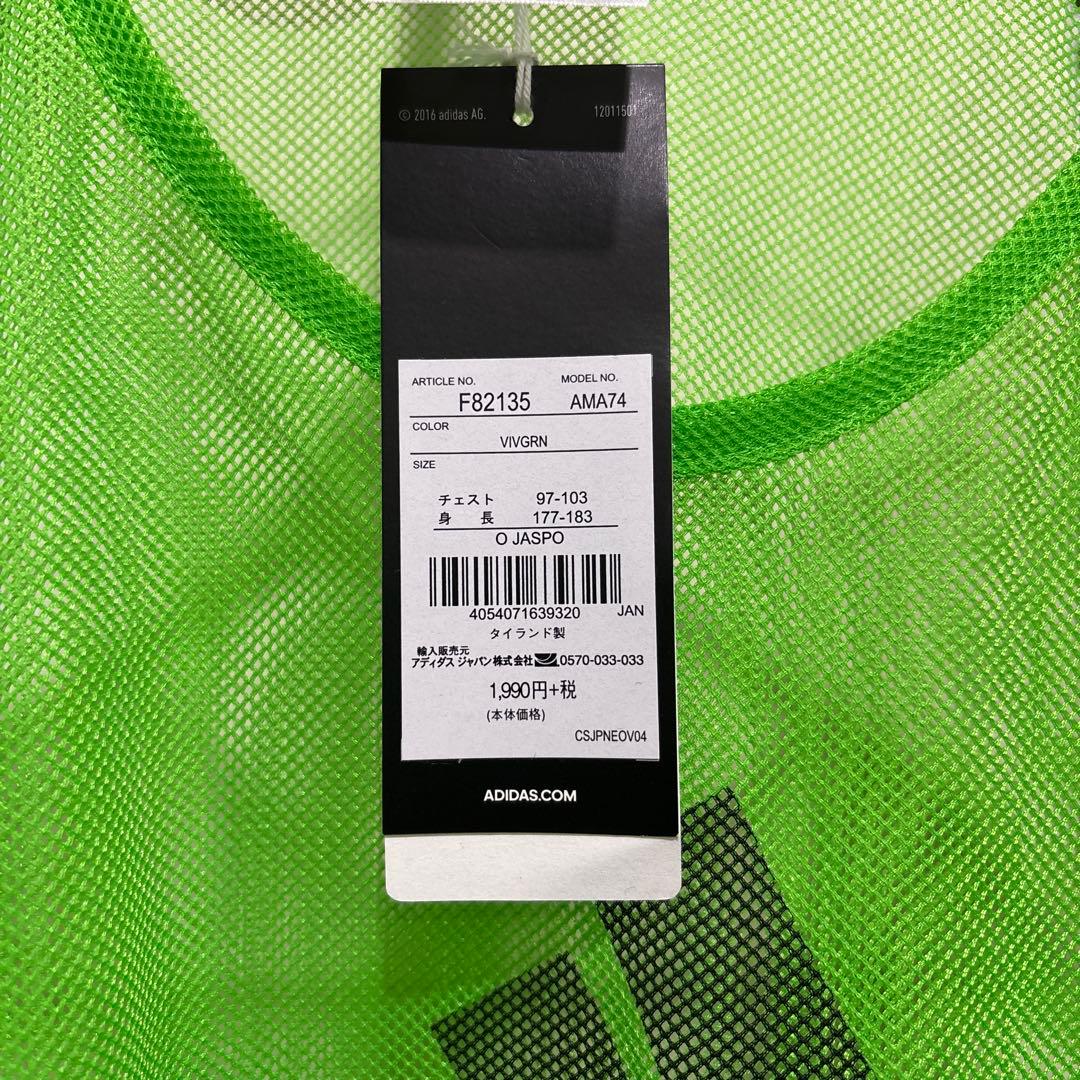 © 2016 adidas AG. 12011501
ARTICLE NO. MODEL NO.
F82135 AMA74
COLOR
VIVGRN
SIZE
チェスト 97-103
身 長 177-183
O JASPO
4054071639320 JAN
タイランド製
輸入販売元
アディダス ジャパン株式会社 0570-033-033
1,990円+税
(本体価格)
CSJPNEOV04
ADIDAS.COM